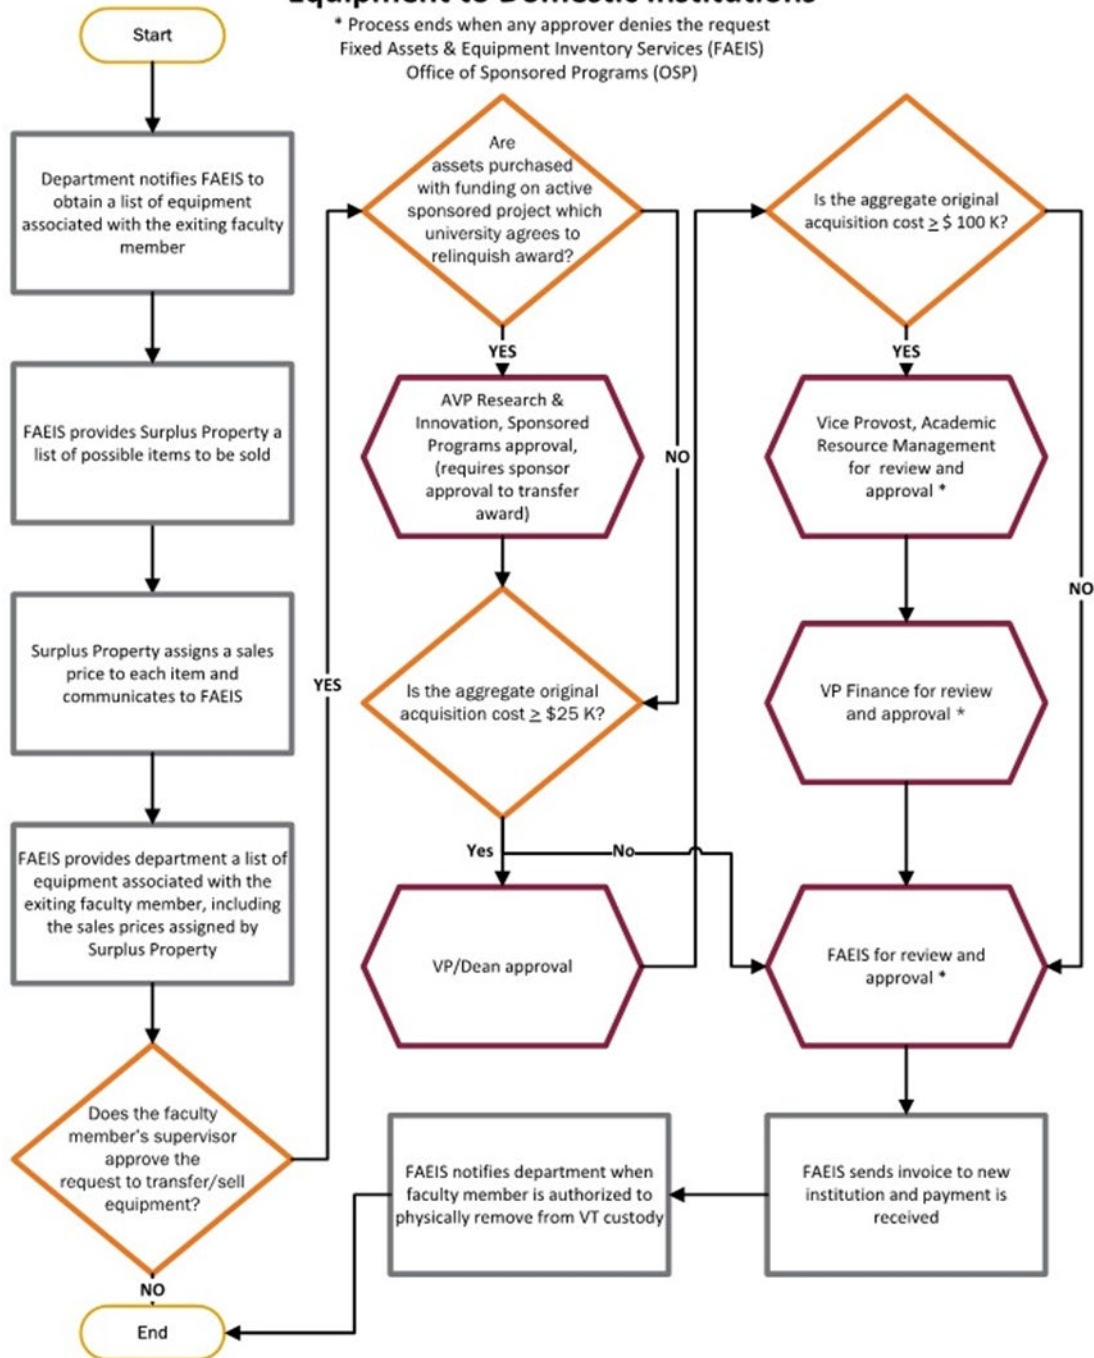 Equipment to Domestic Institutions
* Process ends when any approver denies the request
Fixed Assets & Equipment Inventory Services (FAEIS)
Office of Sponsored Programs (OSP)
Start
Department notifies FAEIS to
obtain a list of equipment
associated with the exiting faculty
member
FAEIS provides Surplus Property a
list of possible items to be sold
Surplus Property assigns a sales
price to each item and
communicates to FAEIS
FAEIS provides department a list of
equipment associated with the
exiting faculty member, including
the sales prices assigned by
Surplus Property
Does the faculty
member's supervisor
approve the
request to transfer/sell
equipment?
NO
End
YES
Are
assets purchased
with funding on active
sponsored project which
university agrees to
relinquish award?
YES
NO
AVP Research &
Innovation, Sponsored
Programs approval,
(requires sponsor
approval to transfer
award)
Is the aggregate original
acquisition cost ≥ $25 K?
Yes
No
VP/Dean approval
Is the aggregate original
acquisition cost ≥ $ 100 K?
YES
NO
Vice Provost, Academic
Resource Management
for review and
approval *
VP Finance for review
and approval *
FAEIS for review and
approval *
FAEIS sends invoice to new
institution and payment is
received
FAEIS notifies department when
faculty member is authorized to
physically remove from VT custody